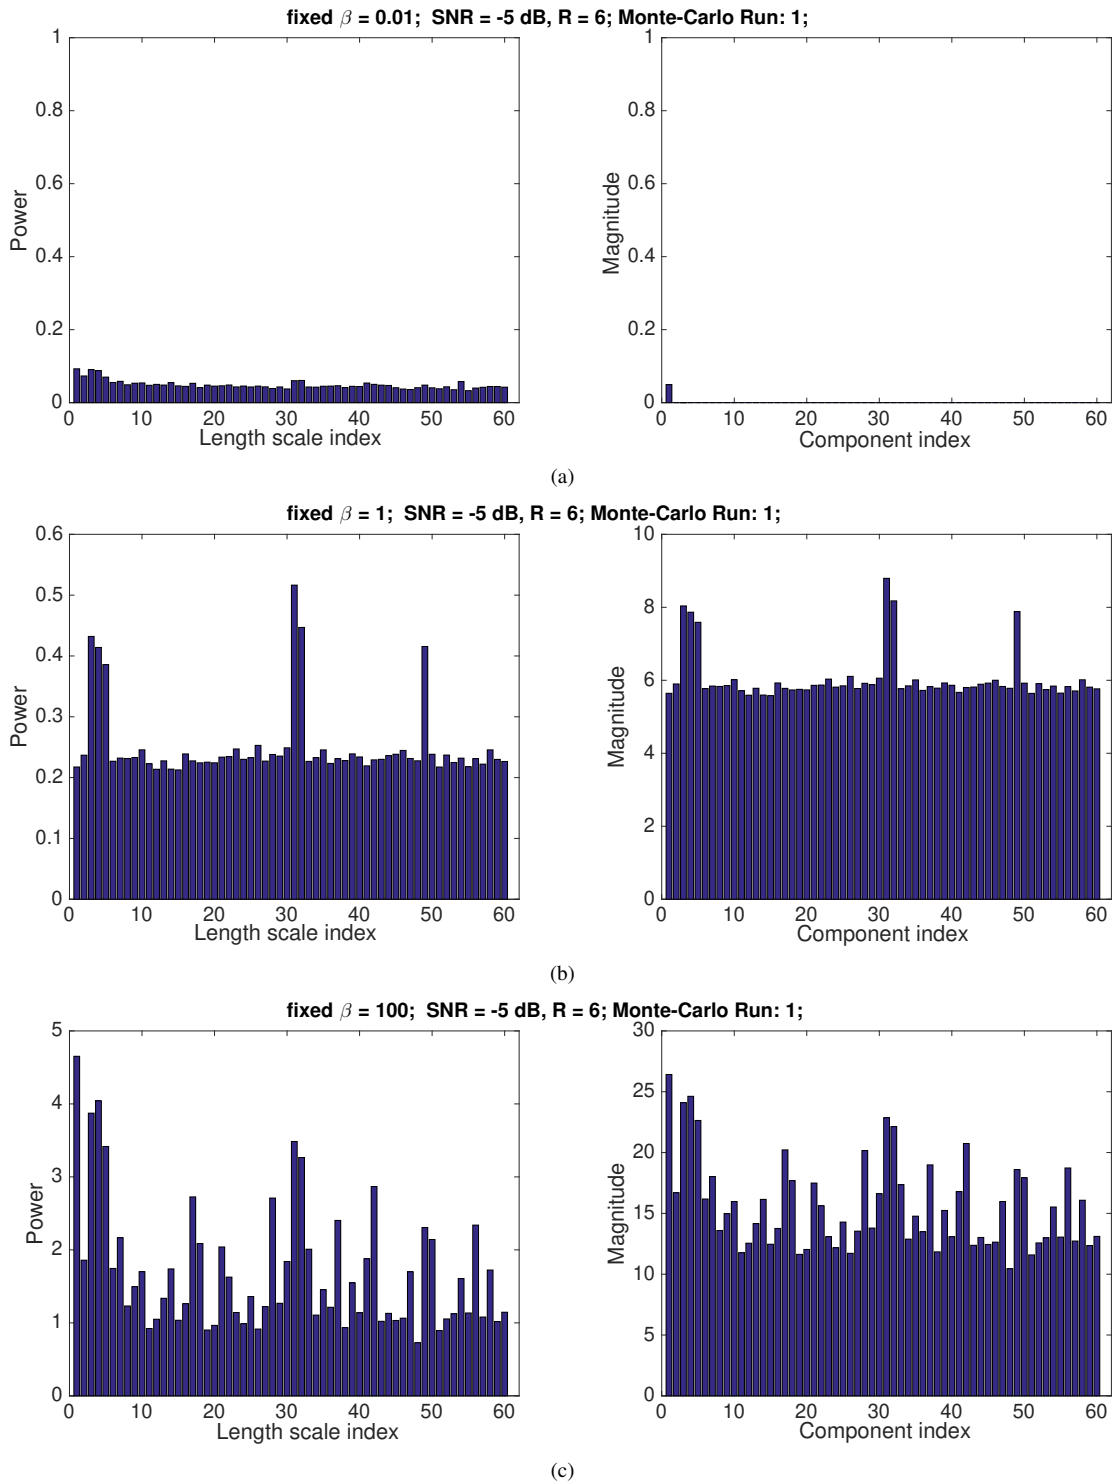 fixed β = 0.01; SNR = -5 dB, R = 6; Monte-Carlo Run: 1;
1
0.8
0.6
0.4
0.2
0
Power
0 10 20 30 40 50 60
Length scale index
1
0.8
0.6
0.4
0.2
0
Magnitude
0 10 20 30 40 50 60
Component index
(a)
fixed β = 1; SNR = -5 dB, R = 6; Monte-Carlo Run: 1;
0.6
0.5
0.4
0.3
0.2
0.1
0
Power
0 10 20 30 40 50 60
Length scale index
10
8
6
4
2
0
Magnitude
0 10 20 30 40 50 60
Component index
(b)
fixed β = 100; SNR = -5 dB, R = 6; Monte-Carlo Run: 1;
5
4
3
2
1
0
Power
0 10 20 30 40 50 60
Length scale index
30
25
20
15
10
5
0
Magnitude
0 10 20 30 40 50 60
Component index
(c)